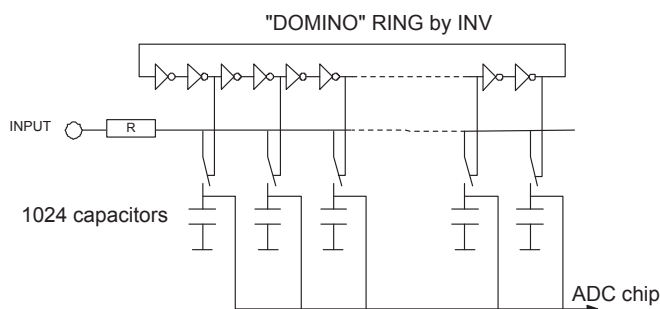 "DOMINO" RING by INV
INPUT
R
1024 capacitors
ADC chip